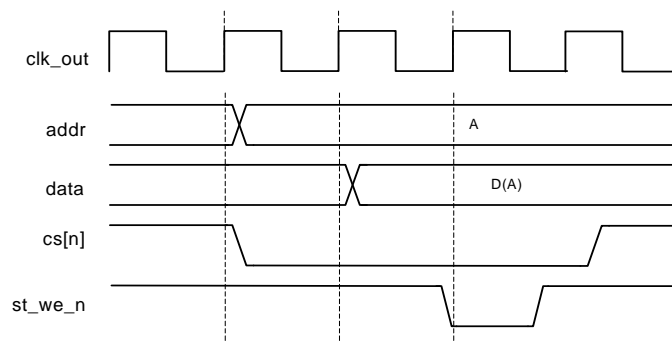 clk_out
addr
A
data
D(A)
cs[n]
st_we_n